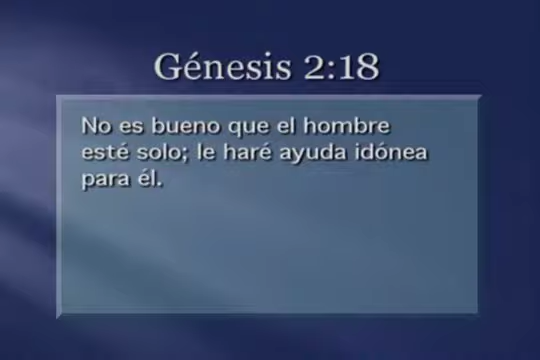 Génesis 2:18
No es bueno que el hombre
esté solo; le haré ayuda idónea
para él.